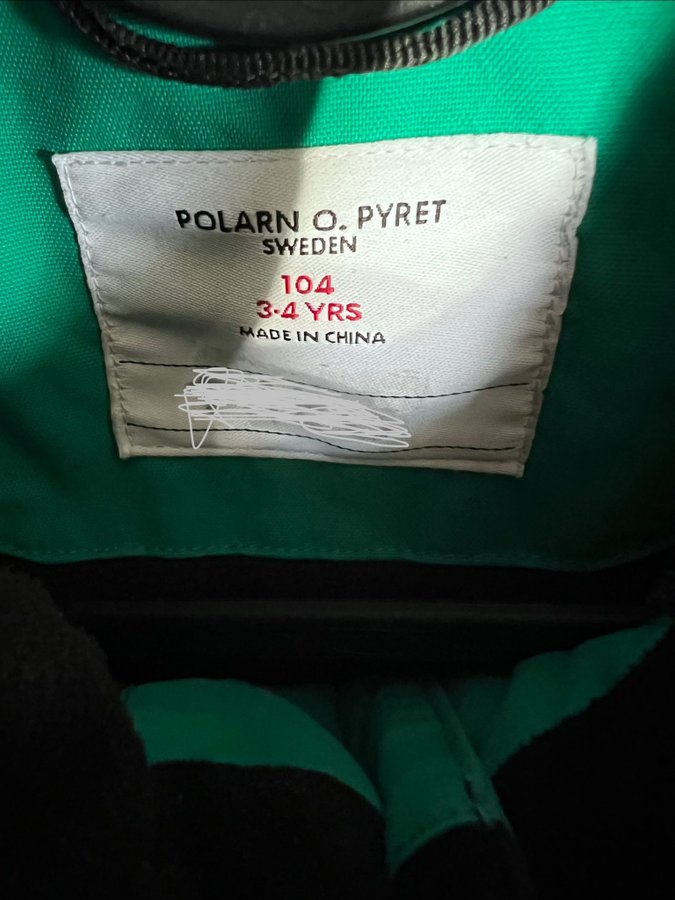 POLARN O. PYRET
SWEDEN
104
3-4 YRS
MADE IN CHINA